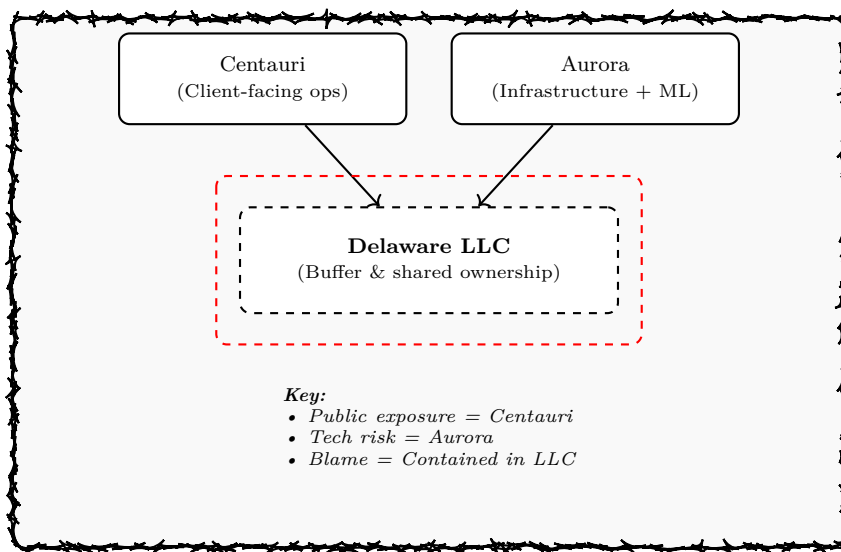 Centauri
(Client-facing ops)
Aurora
(Infrastructure + ML)
Delaware LLC
(Buffer & shared ownership)
Key:
• Public exposure = Centauri
• Tech risk = Aurora
• Blame = Contained in LLC